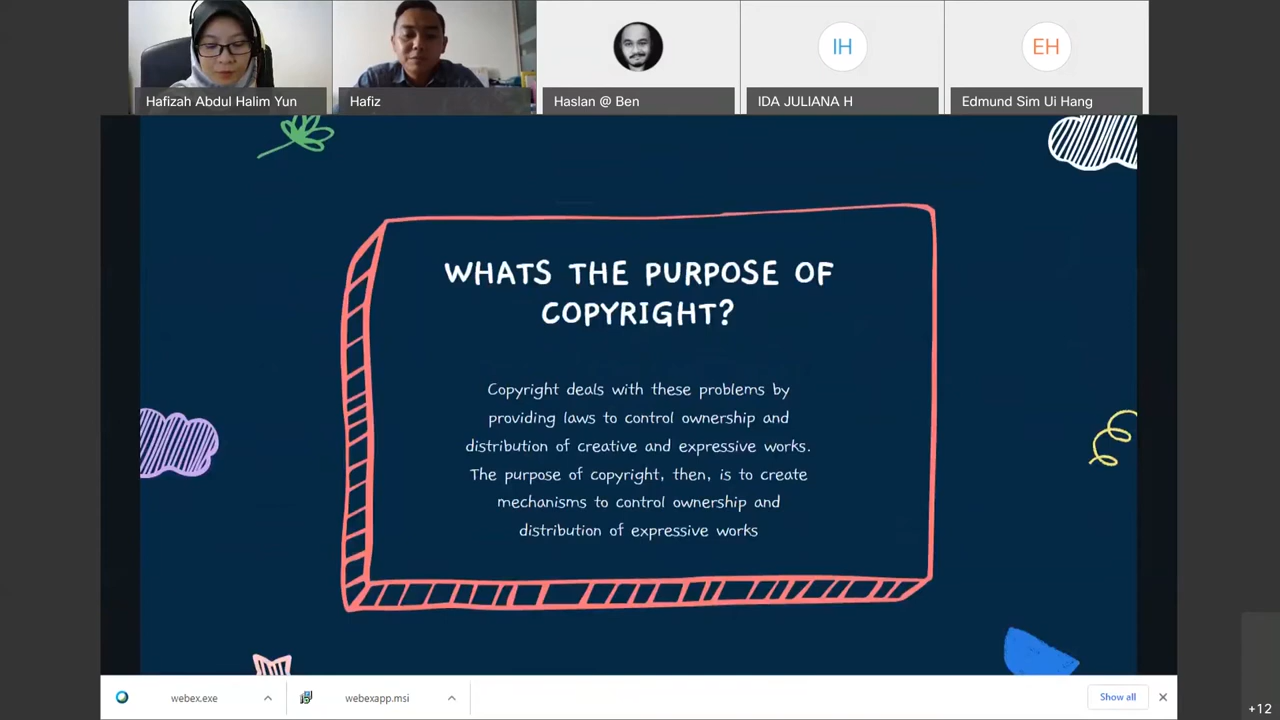 Hafizah Abdul Halim Yun
Hafiz
Haslan @ Ben
IH
IDA JULIANA H
EH
Edmund Sim Ui Hang
WHATS THE PURPOSE OF
COPYRIGHT?
Copyright deals with these problems by
providing laws to control ownership and
distribution of creative and expressive works.
The purpose of copyright, then, is to create
mechanisms to control ownership and
distribution of expressive works
webex.exe
webexapp.msi
Show all
+12